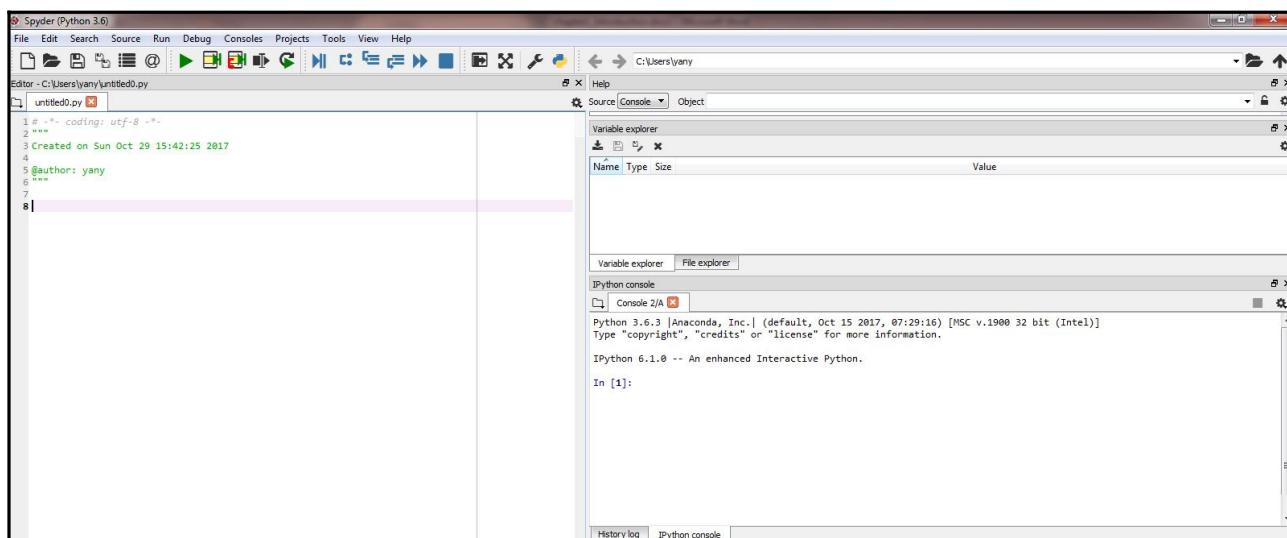 Spyder (Python 3.6)
File Edit Search Source Run Debug Consoles Projects Tools View Help
C:\Users\yany
Editor - C:\Users\yany\untitled0.py
untitled0.py
1 # -*- coding: utf-8 -*-
2 """
3 Created on Sun Oct 29 15:42:25 2017
4
5 @author: yany
6 """
7
8
Help
Source Console Object
Variable explorer
Name Type Size Value
Variable explorer File explorer
IPython console
Console 2/A
Python 3.6.3 |Anaconda, Inc.| (default, Oct 15 2017, 07:29:16) [MSC v.1900 32 bit (Intel)]
Type "copyright", "credits" or "license" for more information.
IPython 6.1.0 -- An enhanced Interactive Python.
In [1]:
History log IPython console